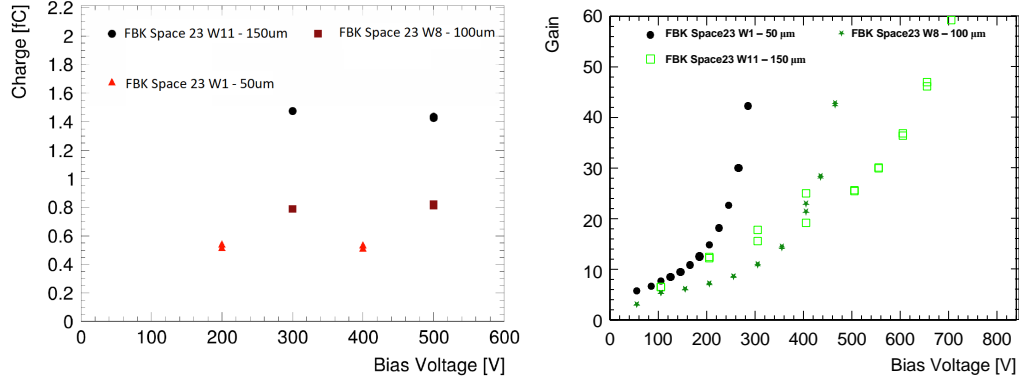 Charge [fC]
2.2
2
1.8
1.6
1.4
1.2
1
0.8
0.6
0.4
0.2
0
FBK Space 23 W11 - 150um
FBK Space 23 W8 - 100um
FBK Space 23 W1 - 50um
0 100 200 300 400 500 600
Bias Voltage [V]
Gain
60
50
40
30
20
10
0
FBK Space23 W1 – 50 μm
FBK Space23 W8 – 100 μm
FBK Space23 W11 – 150 μm
0 100 200 300 400 500 600 700 800
Bias Voltage [V]